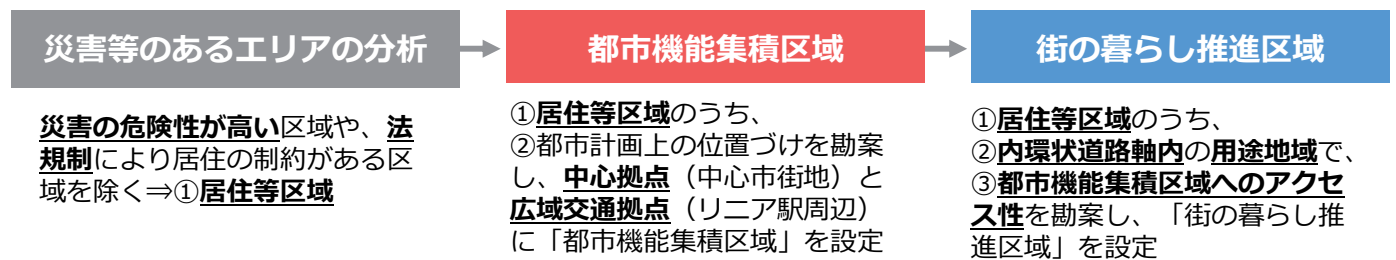 災害等のあるエリアの分析
災害の危険性が高い区域や、法
規制により居住の制約がある区
域を除く⇒①居住等区域
都市機能集積区域
①居住等区域のうち、
②都市計画上の位置づけを勘案
し、中心拠点（中心市街地）と
広域交通拠点（リニア駅周辺）
に「都市機能集積区域」を設定
街の暮らし推進区域
①居住等区域のうち、
②内環状道路軸内の用途地域で、
③都市機能集積区域へのアクセ
ス性を勘案し、「街の暮らし推
進区域」を設定